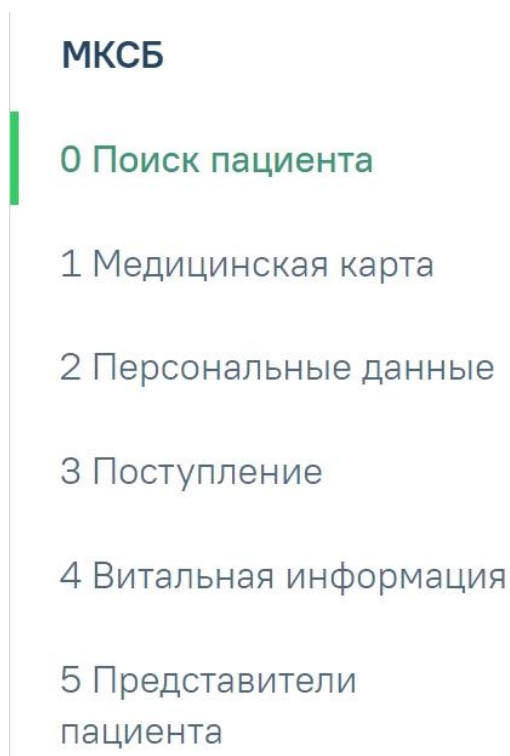 МКСБ
0 Поиск пациента
1 Медицинская карта
2 Персональные данные
3 Поступление
4 Витальная информация
5 Представители
пациента